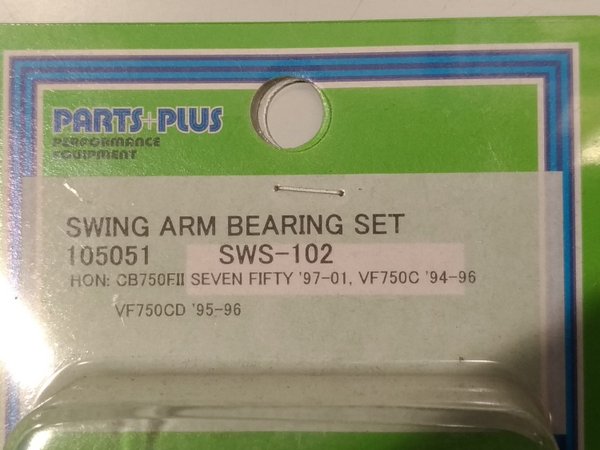 PARTS+PLUS
PERFORMANCE
EQUIPMENT
SWING ARM BEARING SET
105051 SWS-102
HON: CB750FII SEVEN FIFTY '97-01, VF750C '94-96
VF750CD '95-96